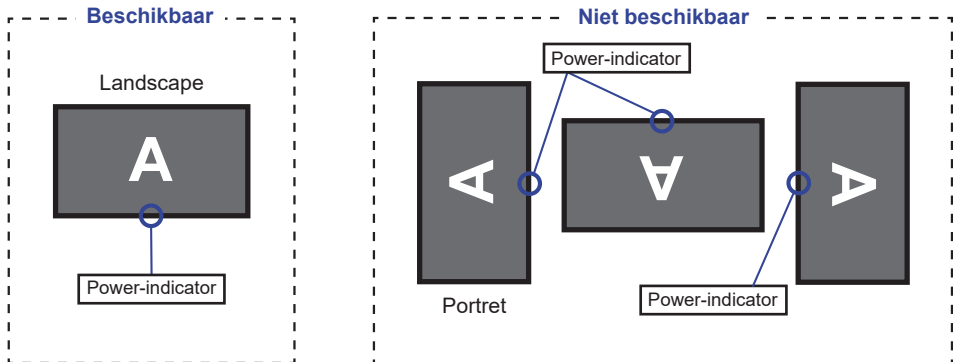 Beschikbaar
Landscape
A
Power-indicator
Niet beschikbaar
Power-indicator
A
A
A
Power-indicator
Portret